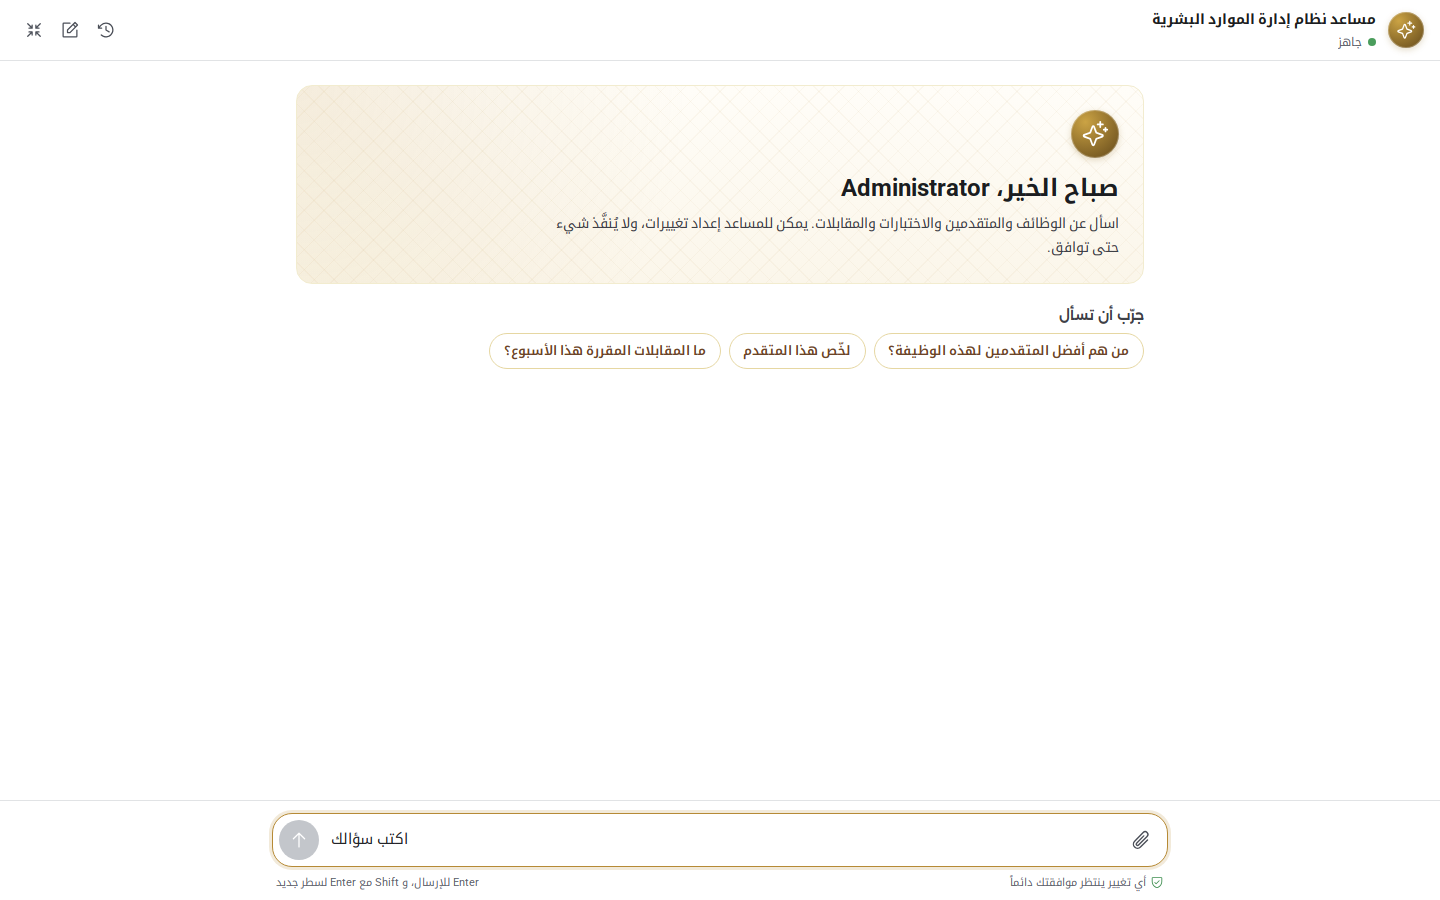 مساعد نظام إدارة الموارد البشرية
جاهز
صباح الخير، Administrator
اسأل عن الوظائف والمتقدمين والاختبارات والمقابلات. يمكن للمساعد إعداد تغييرات، ولا يُنفَّذ شيء
حتى توافق.
جرّب أن تسأل
من هم أفضل المتقدمين لهذه الوظيفة؟
لخّص هذا المتقدم
ما المقابلات المقررة هذا الأسبوع؟
اكتب سؤالك
أي تغيير ينتظر موافقتك دائماً
Enter للإرسال، و Shift مع Enter لسطر جديد